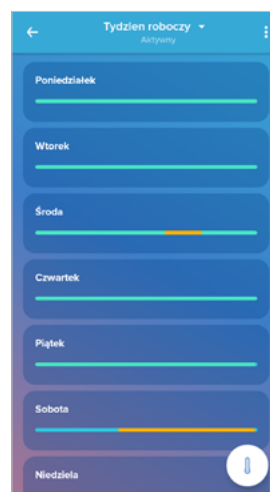 Tydzien roboczy
Aktywny
Poniedziałek
Wtorek
Środa
Czwartek
Piątek
Sobota
Niedziela